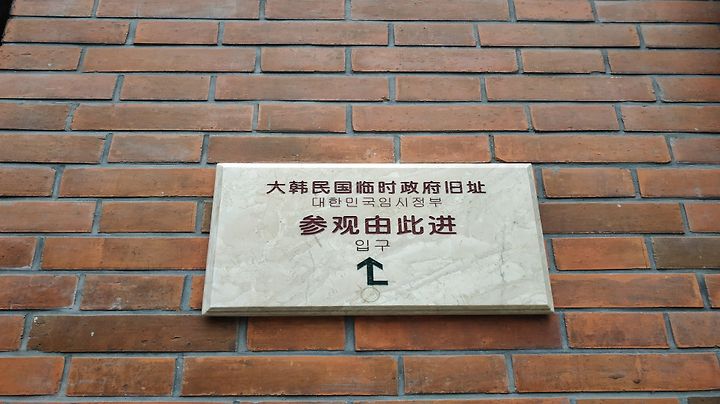 大韩民国临时政府旧址
대한민국임시정부
参观由此进
입구